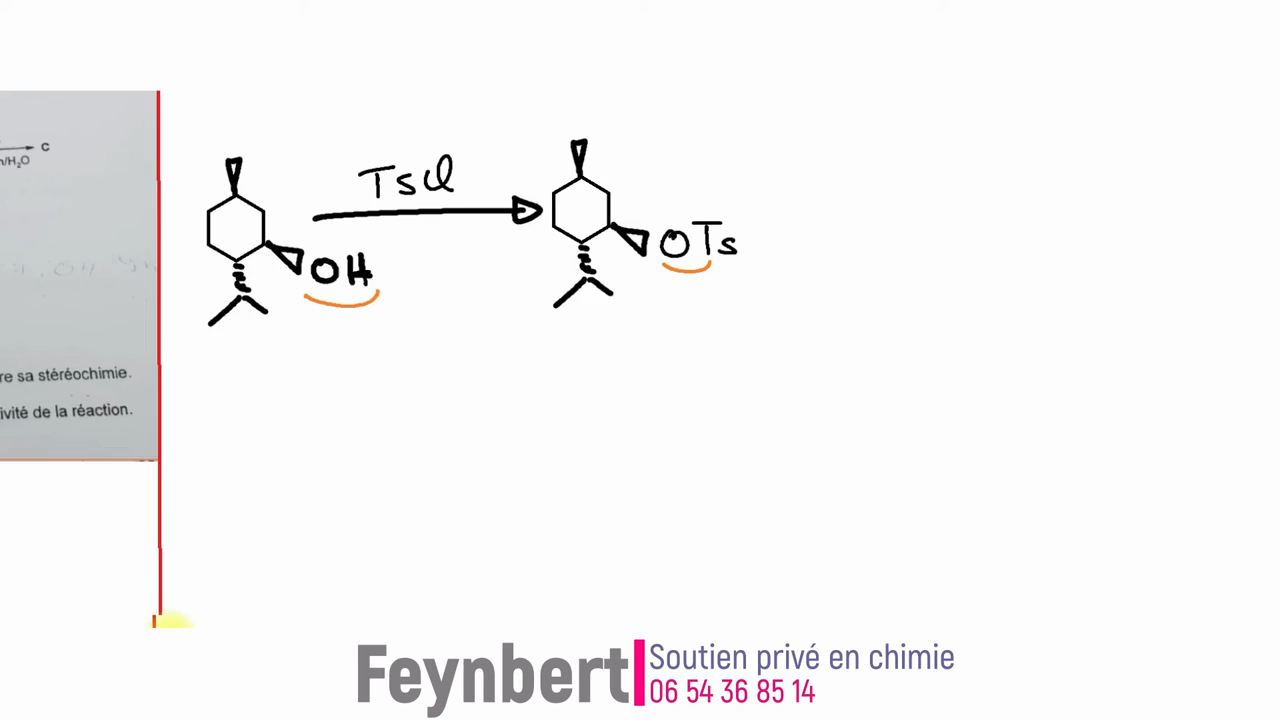 C
n/H₂O
re sa stéréochimie.
ivité de la réaction.
TsCl
OH
OTs
Feynbert
Soutien privé en chimie
06 54 36 85 14